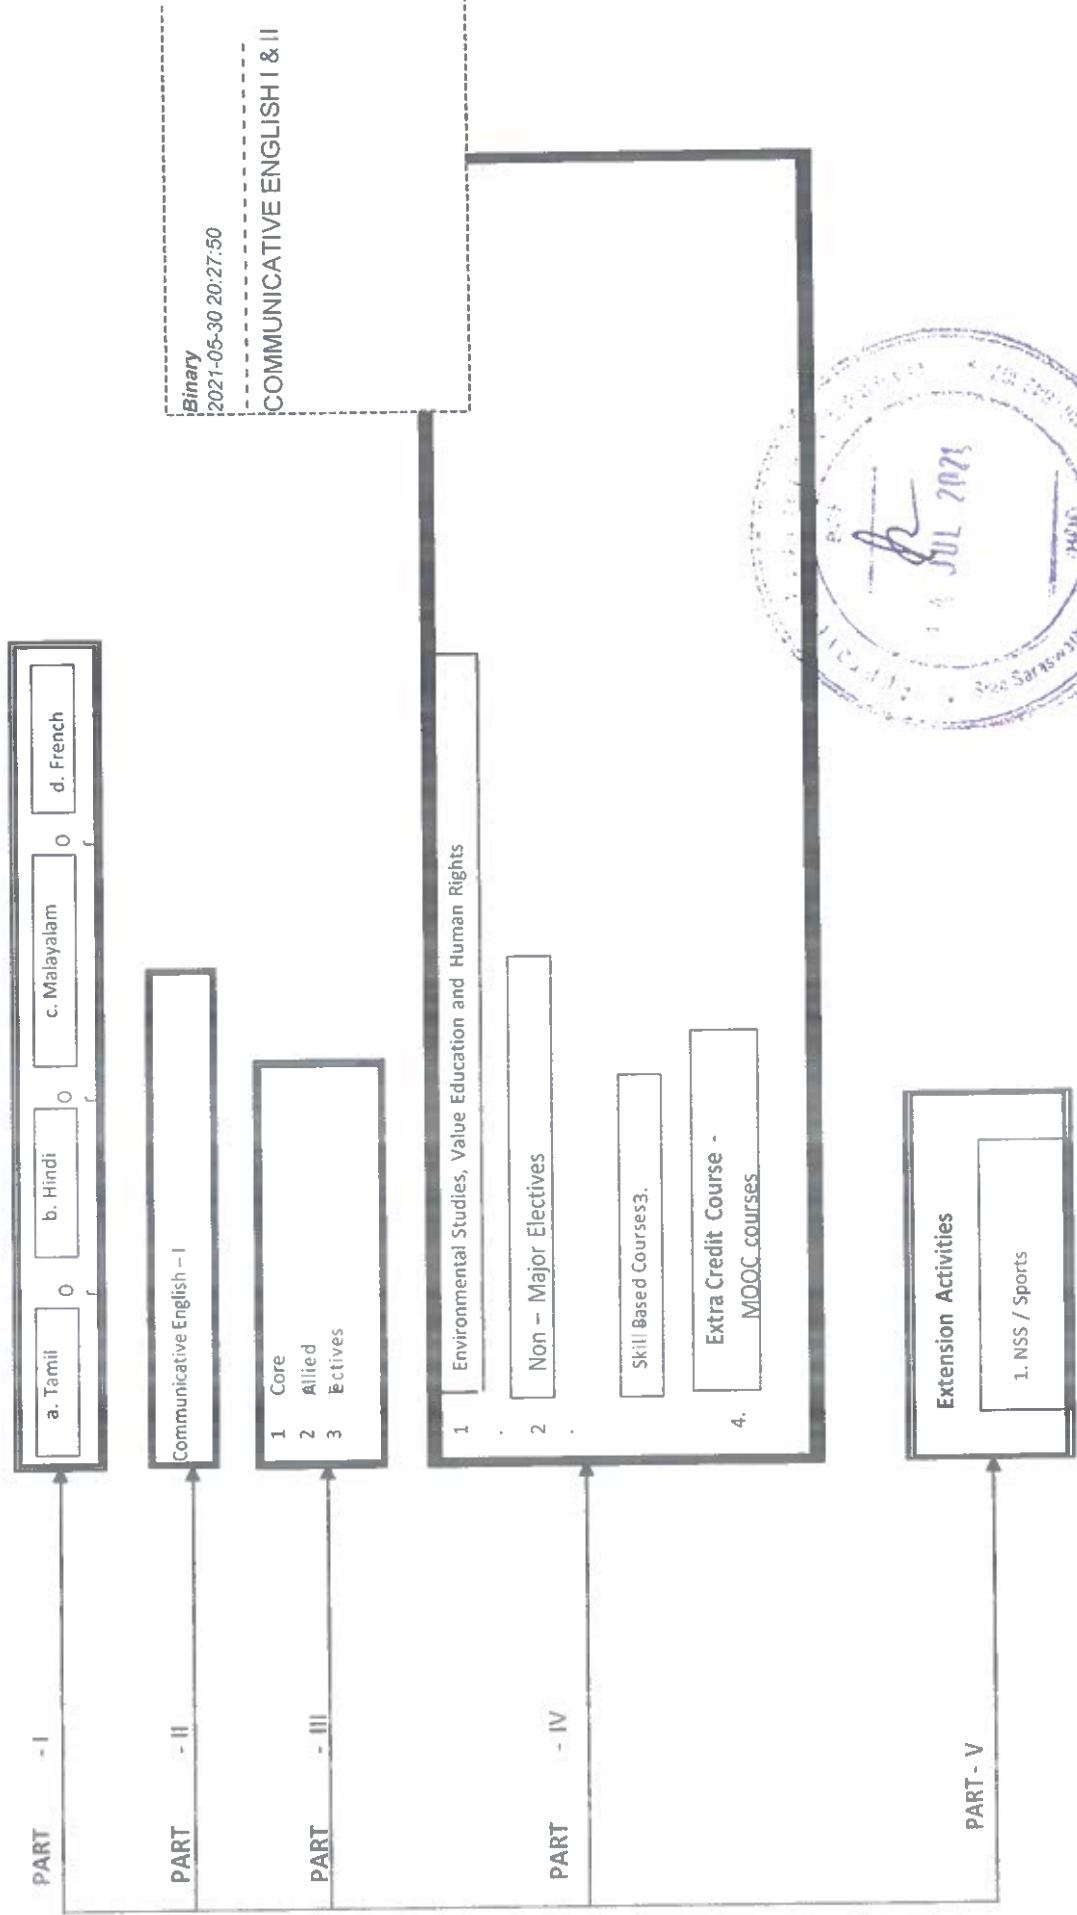 PART - I
a. Tamil
O
r
b. Hindi
O
r
c. Malayalam
O
r
d. French
PART - II
Communicative English – I
Binary
2021-05-30 20:27:50
COMMUNICATIVE ENGLISH I & II
PART - III
1 Core
2 Allied
3 Ectives
PART - IV
1 Environmental Studies, Value Education and Human Rights
.
2 Non – Major Electives
.
Skill Based Courses3.
Extra Credit Course -
4. MOOC courses
PART- V
Extension Activities
1. NSS / Sports
JUL 2021